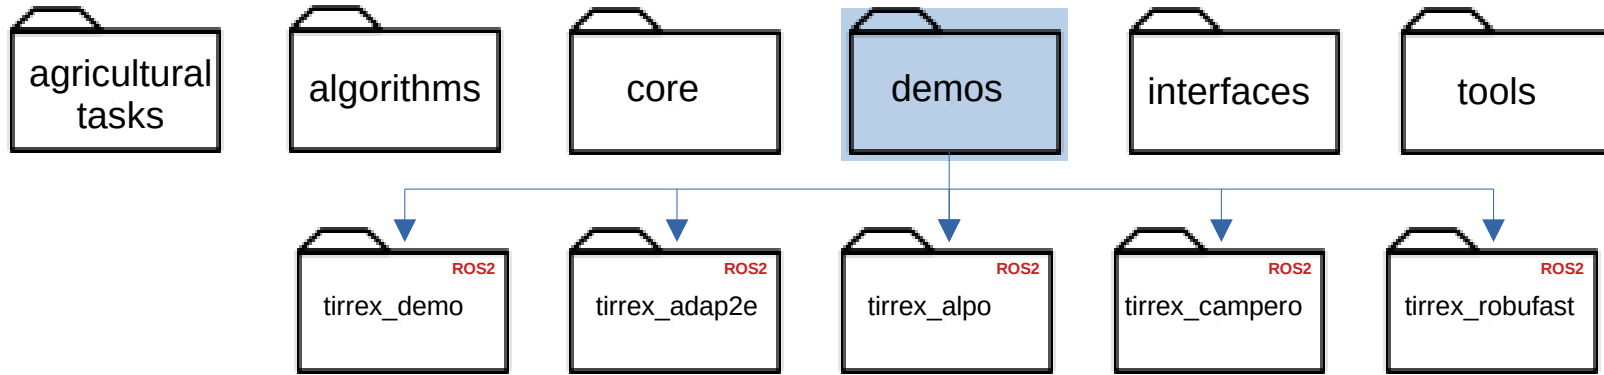 agricultural
tasks
algorithms
core
demos
interfaces
tools
ROS2
tirrex_demo
ROS2
tirrex_adap2e
ROS2
tirrex_alpo
ROS2
tirrex_campero
ROS2
tirrex_robufast